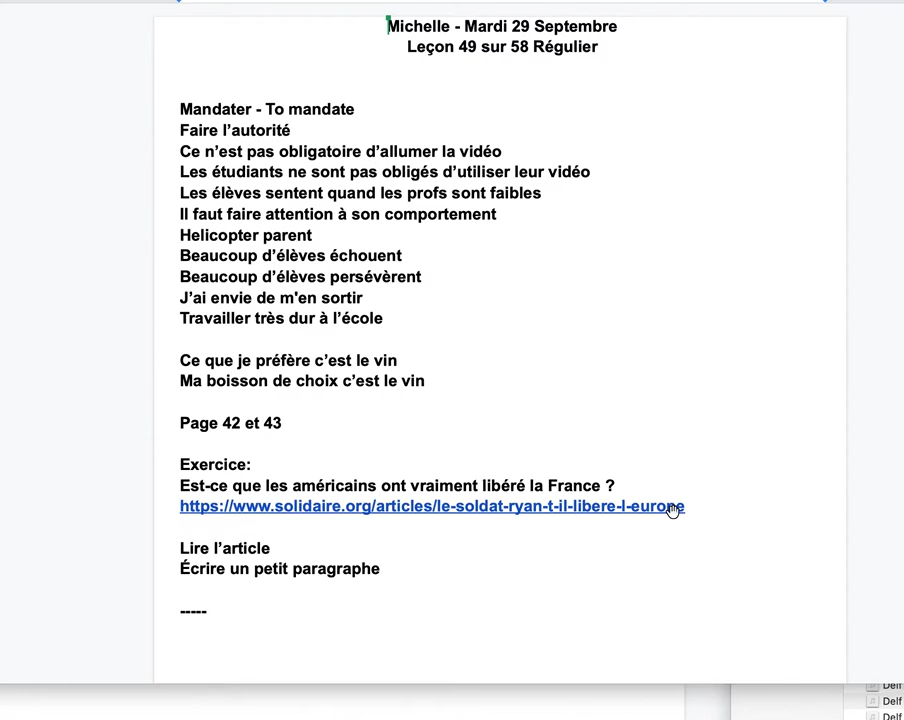 Michelle - Mardi 29 Septembre
Leçon 49 sur 58 Régulier
Mandater - To mandate
Faire l’autorité
Ce n’est pas obligatoire d’allumer la vidéo
Les étudiants ne sont pas obligés d’utiliser leur vidéo
Les élèves sentent quand les profs sont faibles
Il faut faire attention à son comportement
Helicopter parent
Beaucoup d’élèves échouent
Beaucoup d’élèves persévèrent
J’ai envie de m'en sortir
Travailler très dur à l’école
Ce que je préfère c’est le vin
Ma boisson de choix c’est le vin
Page 42 et 43
Exercice:
Est-ce que les américains ont vraiment libéré la France ?
https://www.solidaire.org/articles/le-soldat-ryan-t-il-libere-l-europe
Lire l’article
Écrire un petit paragraphe
-----
Delf
Delf
Delf